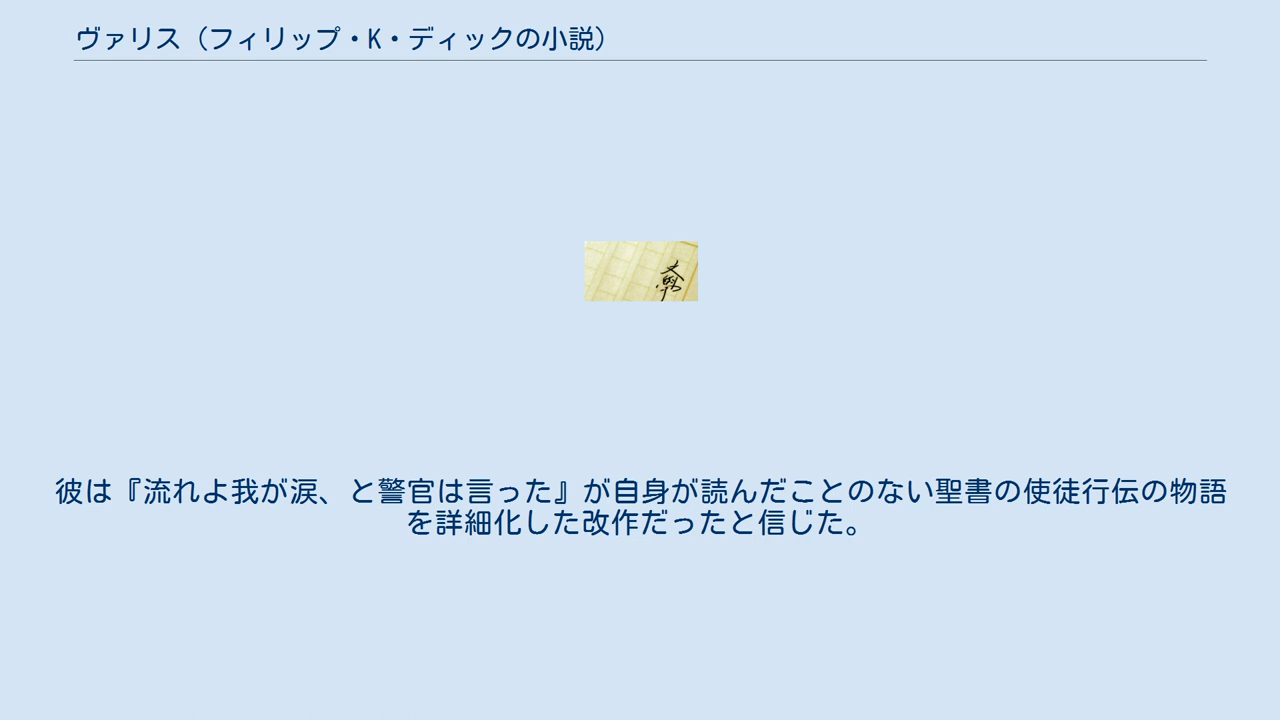 ヴァリス（フィリップ・K・ディックの小説）
彼は『流れよ我が涙、と警官は言った』が自身が読んだことのない聖書の使徒行伝の物語
を詳細化した改作だったと信じた。